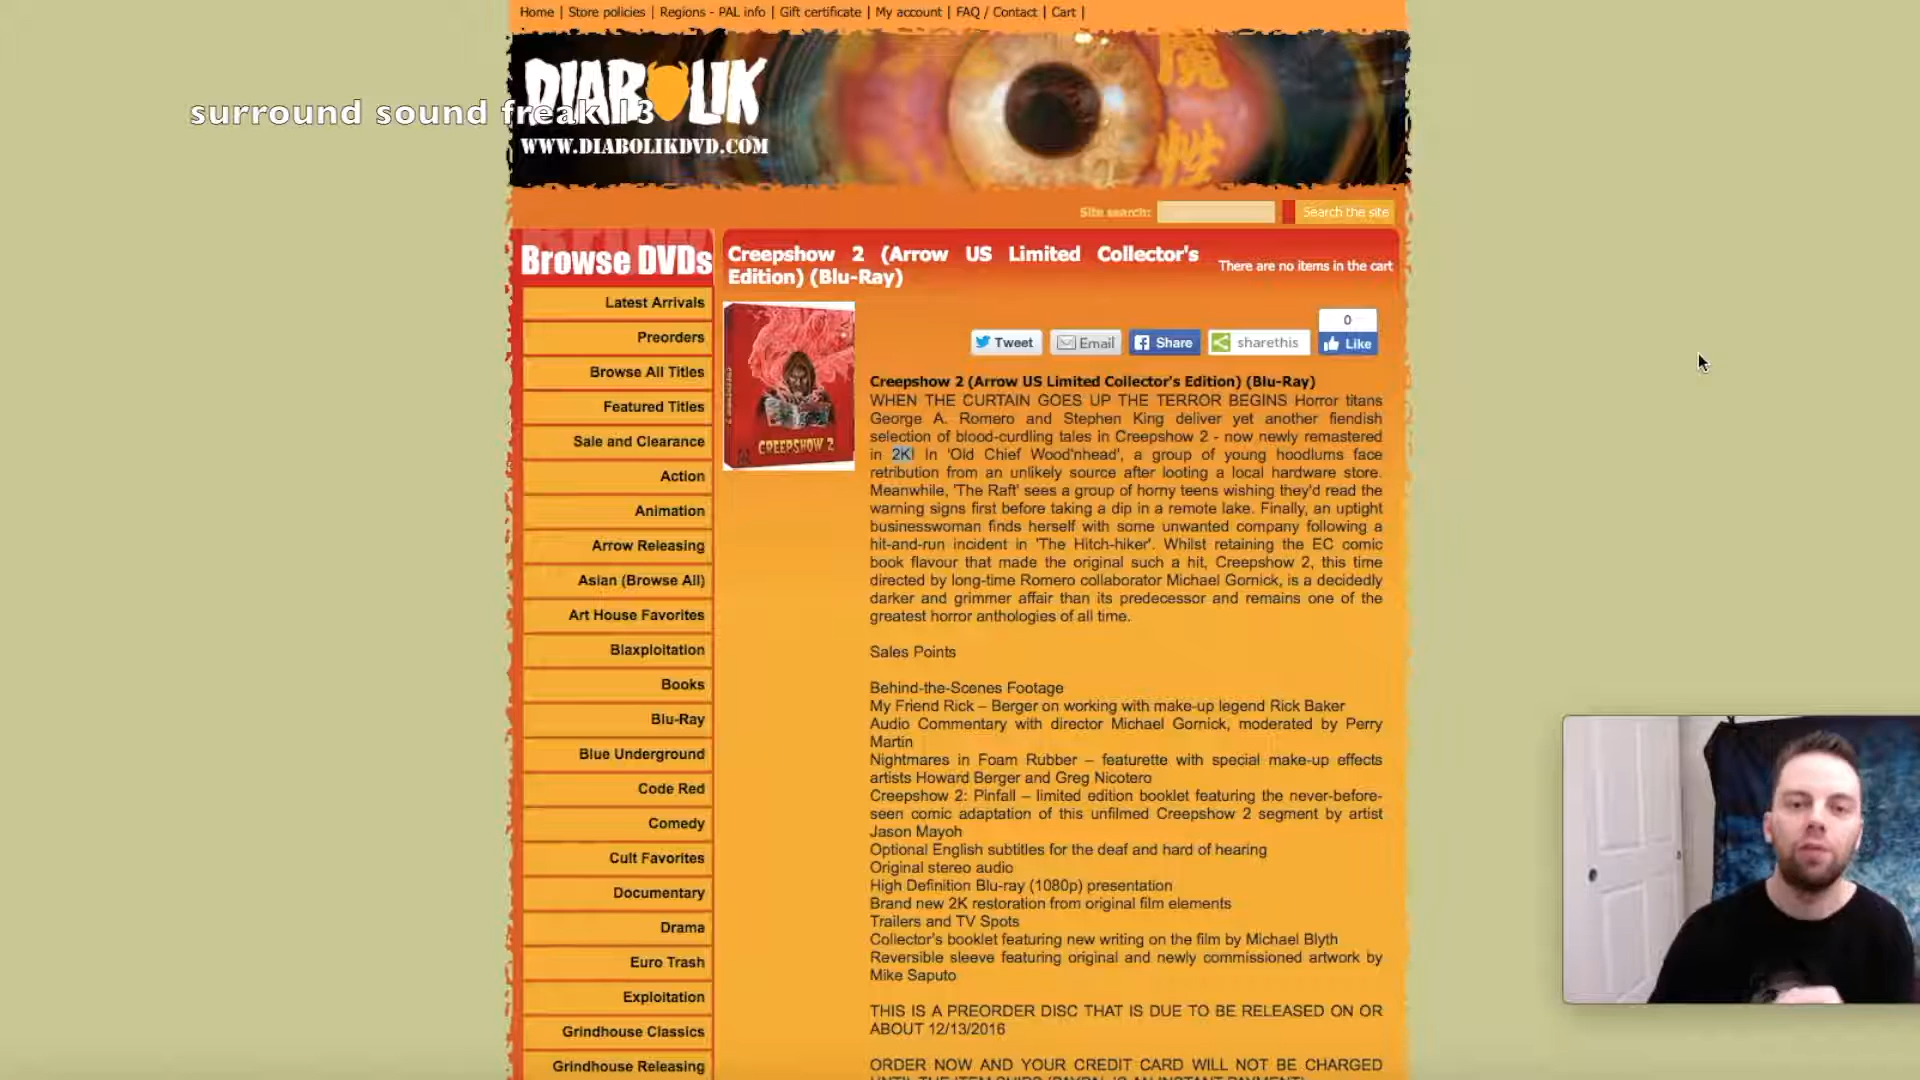 Home | Store policies | Regions - PAL info | Gift certificate | My account | FAQ / Contact | Cart |
DIABOLIK
surround sound freak 13
WWW.DIABOLIKDVD.COM
魔
性
Site search:
Search the site
Browse DVDs
Creepshow 2 (Arrow US Limited Collector's
Edition) (Blu-Ray)
There are no items in the cart
Latest Arrivals
Preorders
Browse All Titles
Featured Titles
Sale and Clearance
Action
Animation
Arrow Releasing
Asian (Browse All)
Art House Favorites
Blaxploitation
Books
Blu-Ray
Blue Underground
Code Red
Comedy
Cult Favorites
Documentary
Drama
Euro Trash
Exploitation
Grindhouse Classics
Grindhouse Releasing
CREEPSHOW 2
0
Tweet
Email
Share
sharethis
Like
Creepshow 2 (Arrow US Limited Collector's Edition) (Blu-Ray)
WHEN THE CURTAIN GOES UP THE TERROR BEGINS Horror titans
George A. Romero and Stephen King deliver yet another fiendish
selection of blood-curdling tales in Creepshow 2 - now newly remastered
in 2K! In 'Old Chief Wood'nhead', a group of young hoodlums face
retribution from an unlikely source after looting a local hardware store.
Meanwhile, 'The Raft' sees a group of horny teens wishing they'd read the
warning signs first before taking a dip in a remote lake. Finally, an uptight
businesswoman finds herself with some unwanted company following a
hit-and-run incident in 'The Hitch-hiker'. Whilst retaining the EC comic
book flavour that made the original such a hit, Creepshow 2, this time
directed by long-time Romero collaborator Michael Gornick, is a decidedly
darker and grimmer affair than its predecessor and remains one of the
greatest horror anthologies of all time.
Sales Points
Behind-the-Scenes Footage
My Friend Rick – Berger on working with make-up legend Rick Baker
Audio Commentary with director Michael Gornick, moderated by Perry
Martin
Nightmares in Foam Rubber – featurette with special make-up effects
artists Howard Berger and Greg Nicotero
Creepshow 2: Pinfall – limited edition booklet featuring the never-before-
seen comic adaptation of this unfilmed Creepshow 2 segment by artist
Jason Mayoh
Optional English subtitles for the deaf and hard of hearing
Original stereo audio
High Definition Blu-ray (1080p) presentation
Brand new 2K restoration from original film elements
Trailers and TV Spots
Collector's booklet featuring new writing on the film by Michael Blyth
Reversible sleeve featuring original and newly commissioned artwork by
Mike Saputo
THIS IS A PREORDER DISC THAT IS DUE TO BE RELEASED ON OR
ABOUT 12/13/2016
ORDER NOW AND YOUR CREDIT CARD WILL NOT BE CHARGED